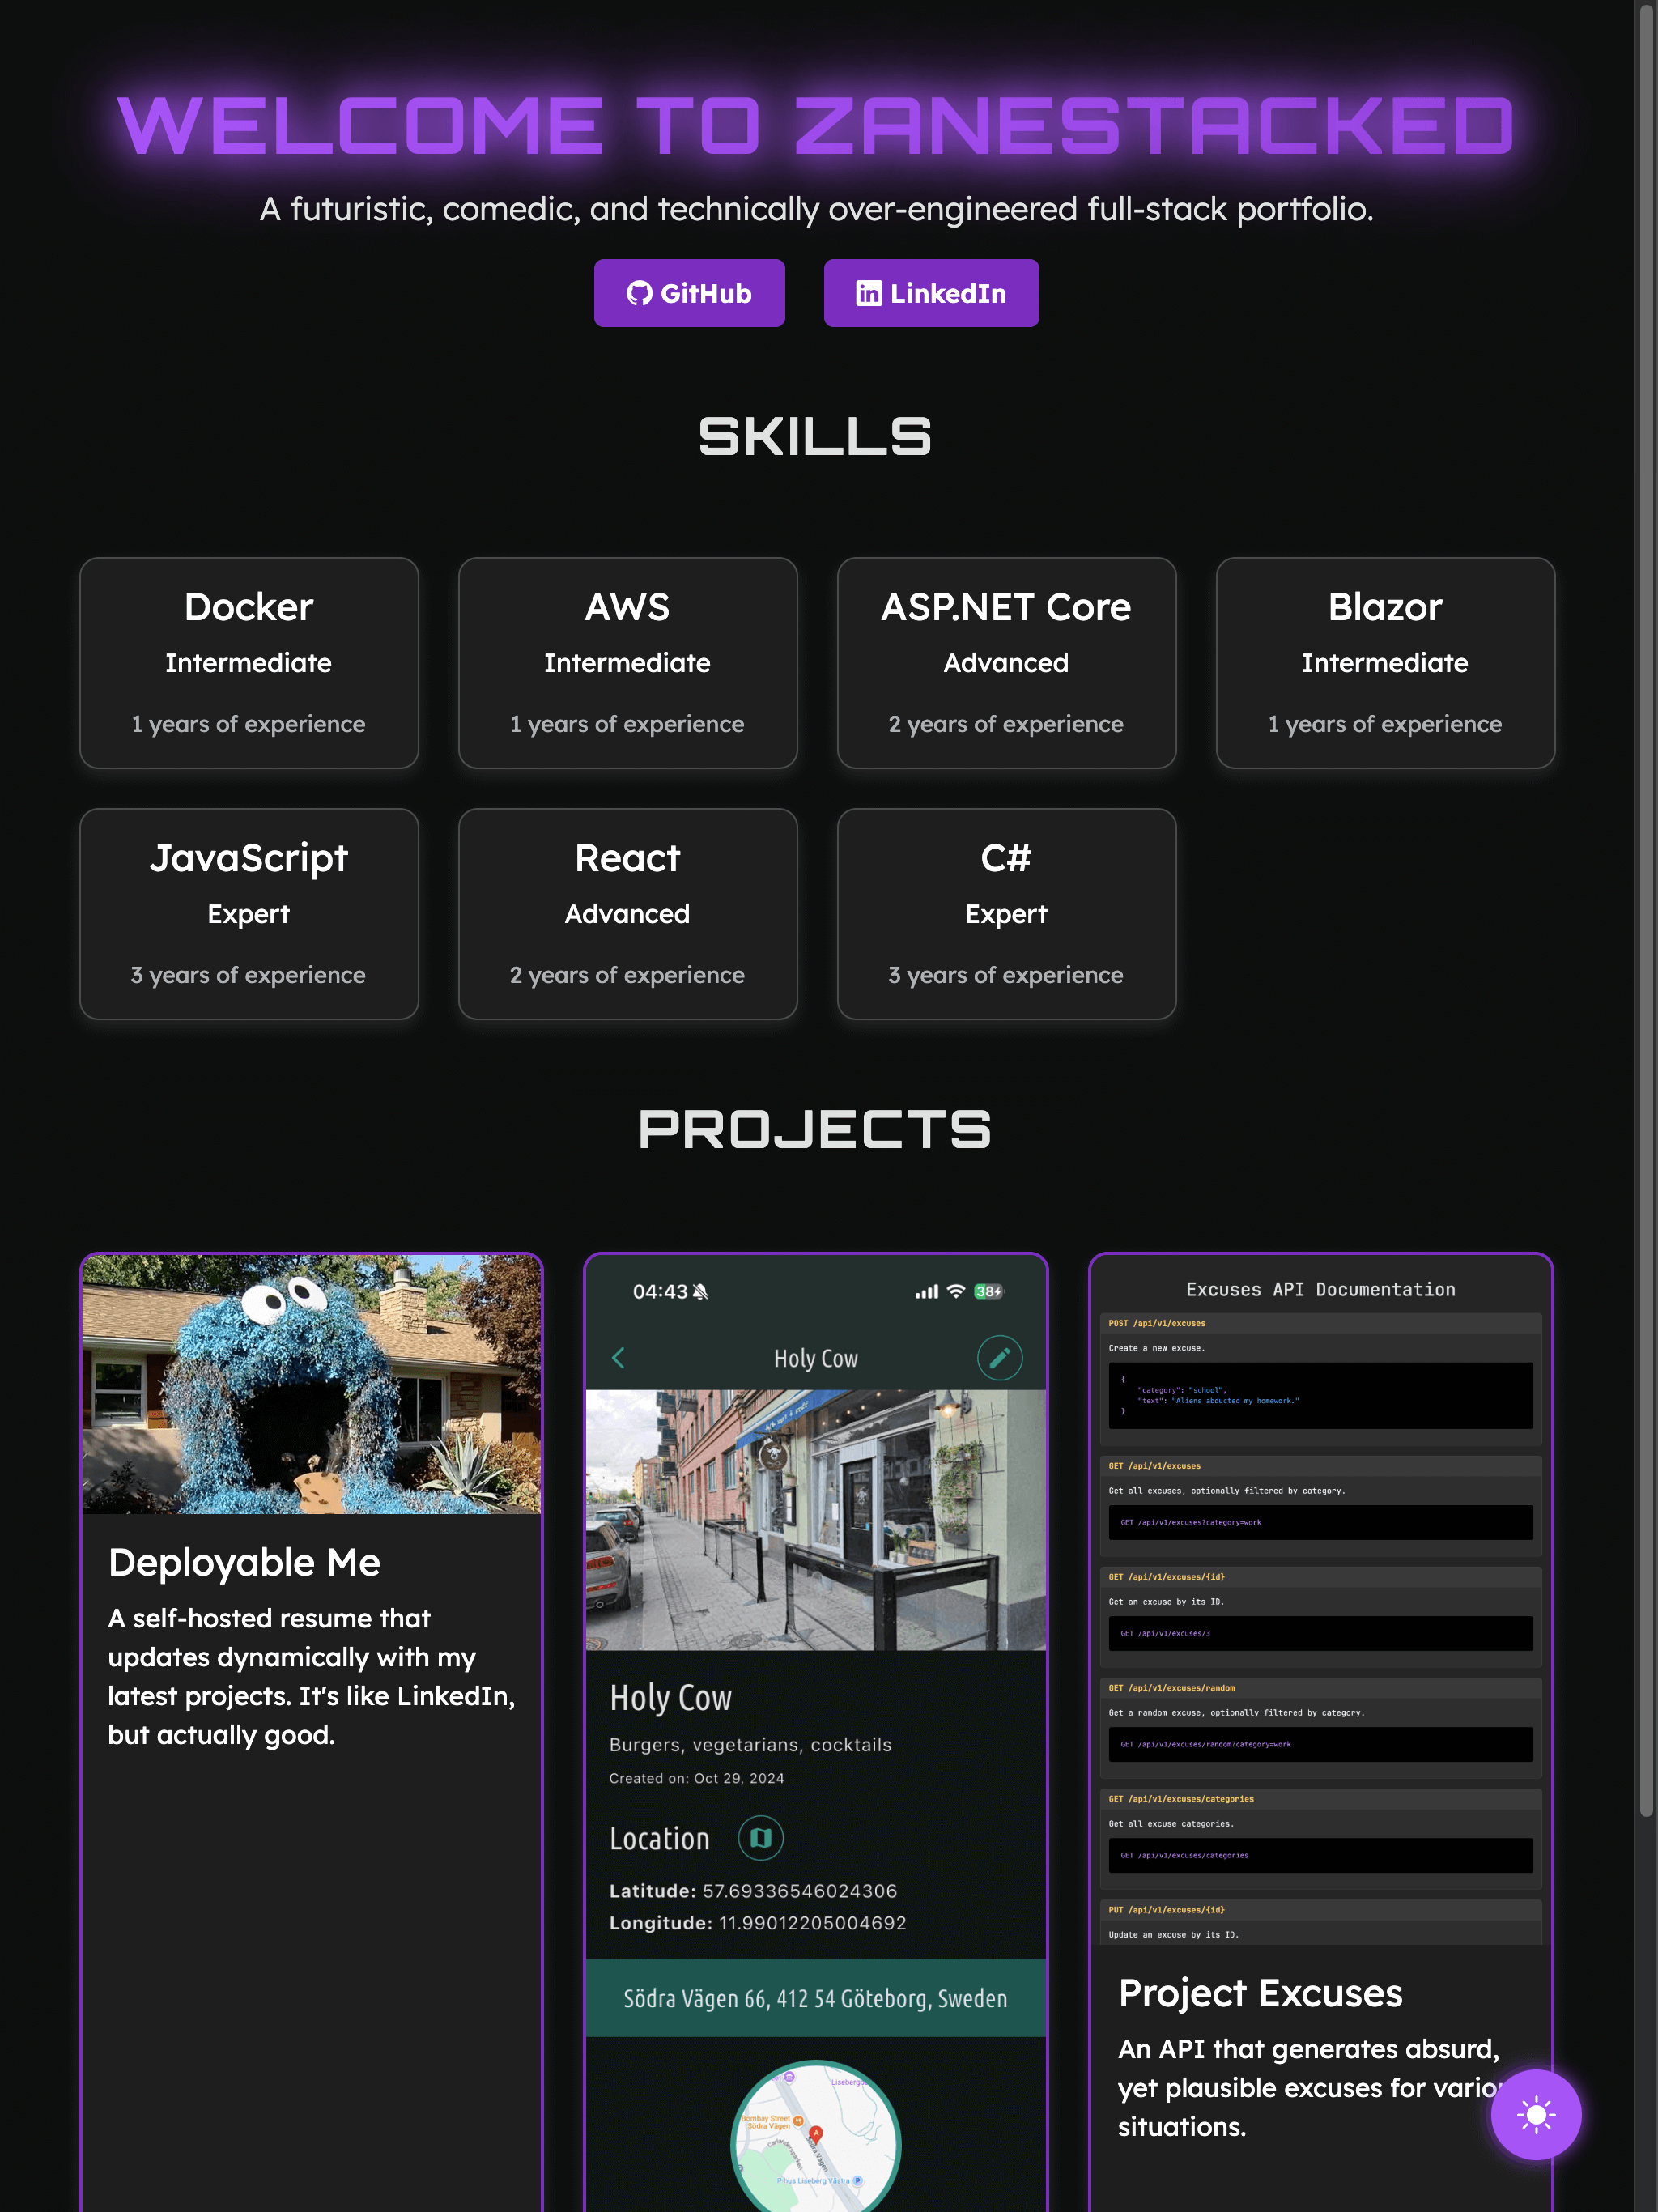 WELCOME TO ZANESTACKED
A futuristic, comedic, and technically over-engineered full-stack portfolio.
GitHub
LinkedIn
SKILLS
Docker
Intermediate
1 years of experience
AWS
Intermediate
1 years of experience
ASP.NET Core
Advanced
2 years of experience
Blazor
Intermediate
1 years of experience
JavaScript
Expert
3 years of experience
React
Advanced
2 years of experience
C#
Expert
3 years of experience
PROJECTS
Deployable Me
A self-hosted resume that
updates dynamically with my
latest projects. It's like LinkedIn,
but actually good.
04:43
38
Holy Cow
Holy Cow
Burgers, vegetarians, cocktails
Created on: Oct 29, 2024
Location
Latitude: 57.69336546024306
Longitude: 11.99012205004692
Södra Vägen 66, 412 54 Göteborg, Sweden
Liseberg
Bombay Street
Södra Vägen
A
Södra Vägen
P-hus Liseberg Västra
P
Excuses API Documentation
POST /api/v1/excuses
Create a new excuse.
{
"category": "school",
"text": "Aliens abducted my homework."
}
GET /api/v1/excuses
Get all excuses, optionally filtered by category.
GET /api/v1/excuses?category=work
GET /api/v1/excuses/{id}
Get an excuse by its ID.
GET /api/v1/excuses/3
GET /api/v1/excuses/random
Get a random excuse, optionally filtered by category.
GET /api/v1/excuses/random?category=work
GET /api/v1/excuses/categories
Get all excuse categories.
GET /api/v1/excuses/categories
PUT /api/v1/excuses/{id}
Update an excuse by its ID.
Project Excuses
An API that generates absurd,
yet plausible excuses for
situations.